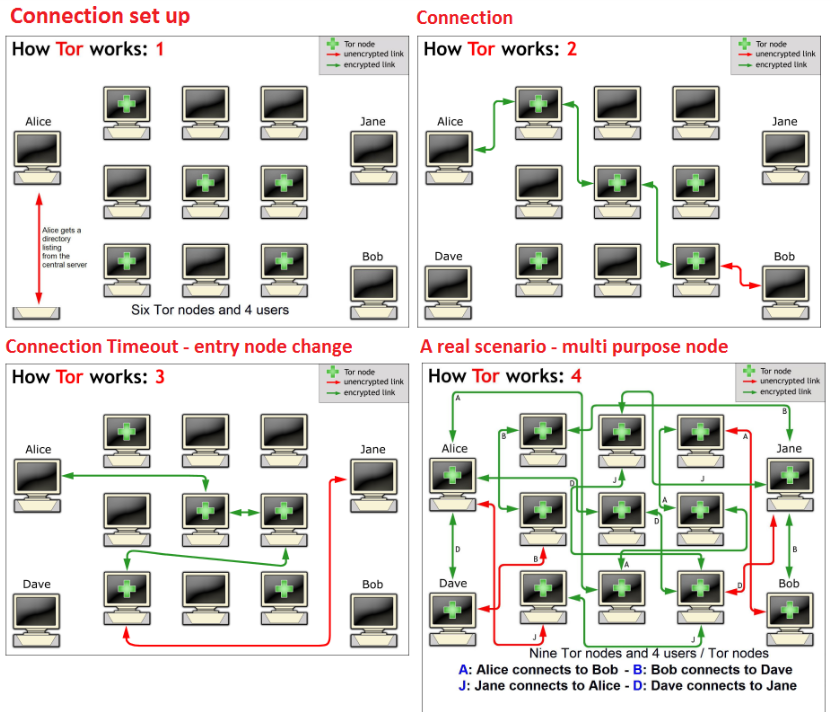 Connection set up
How Tor works: 1
Tor node
unencrypted link
encrypted link
Alice
Jane
Alice gets a
directory
listing
from the
central server
Bob
Six Tor nodes and 4 users
Connection
How Tor works: 2
Tor node
unencrypted link
encrypted link
Alice
Jane
Dave
Bob
Connection Timeout - entry node change
How Tor works: 3
Tor node
unencrypted link
encrypted link
Alice
Jane
Dave
Bob
A real scenario - multi purpose node
How Tor works: 4
Tor node
unencrypted link
encrypted link
A
B
Alice
B
A
Jane
D
J
J
A
D
D
B
B
A
D
Dave
Bob
J
J
Nine Tor nodes and 4 users / Tor nodes
A: Alice connects to Bob - B: Bob connects to Dave
J: Jane connects to Alice - D: Dave connects to Jane